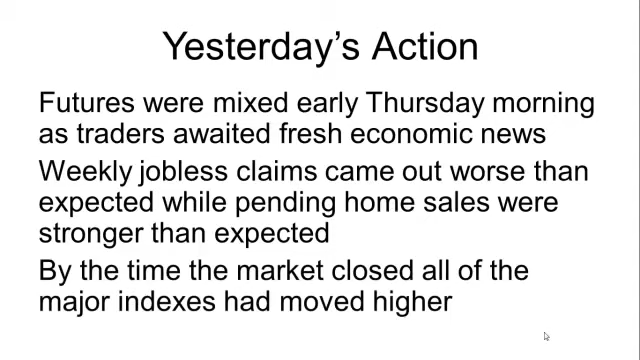 Yesterday's Action
Futures were mixed early Thursday morning
as traders awaited fresh economic news
Weekly jobless claims came out worse than
expected while pending home sales were
stronger than expected
By the time the market closed all of the
major indexes had moved higher